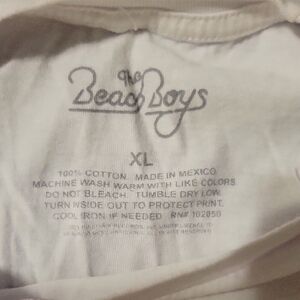 The
Beach Boys
XL
100% COTTON. MADE IN MEXICO
MACHINE WASH WARM WITH LIKE COLORS
DO NOT BLEACH. TUMBLE DRY LOW.
TURN INSIDE OUT TO PROTECT PRINT.
COOL IRON IF NEEDED. RN# 102850